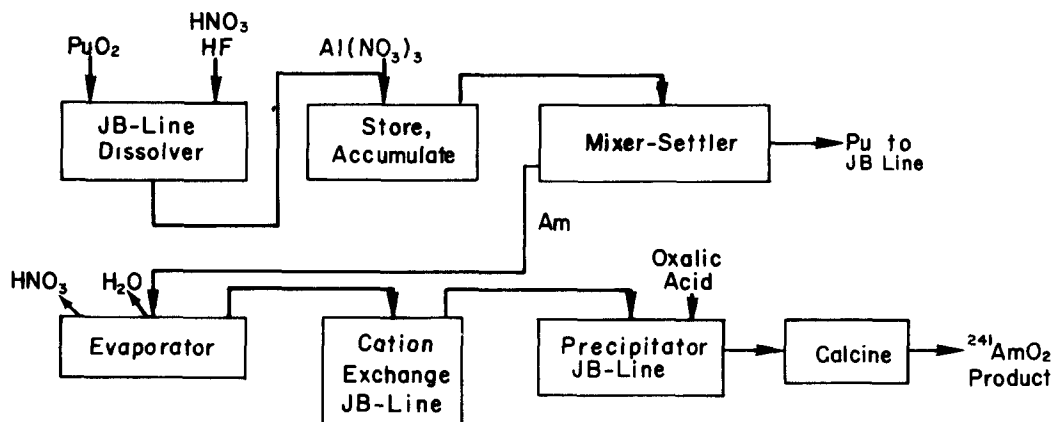 PuO₂
HNO₃
HF
Al(NO₃)₃
JB-Line
Dissolver
Store,
Accumulate
Mixer-Settler
Pu to
JB Line
Am
HNO₃
H₂O
Oxalic
Acid
Evaporator
Cation
Exchange
JB-Line
Precipitator
JB-Line
Calcine
²⁴¹AmO₂
Product